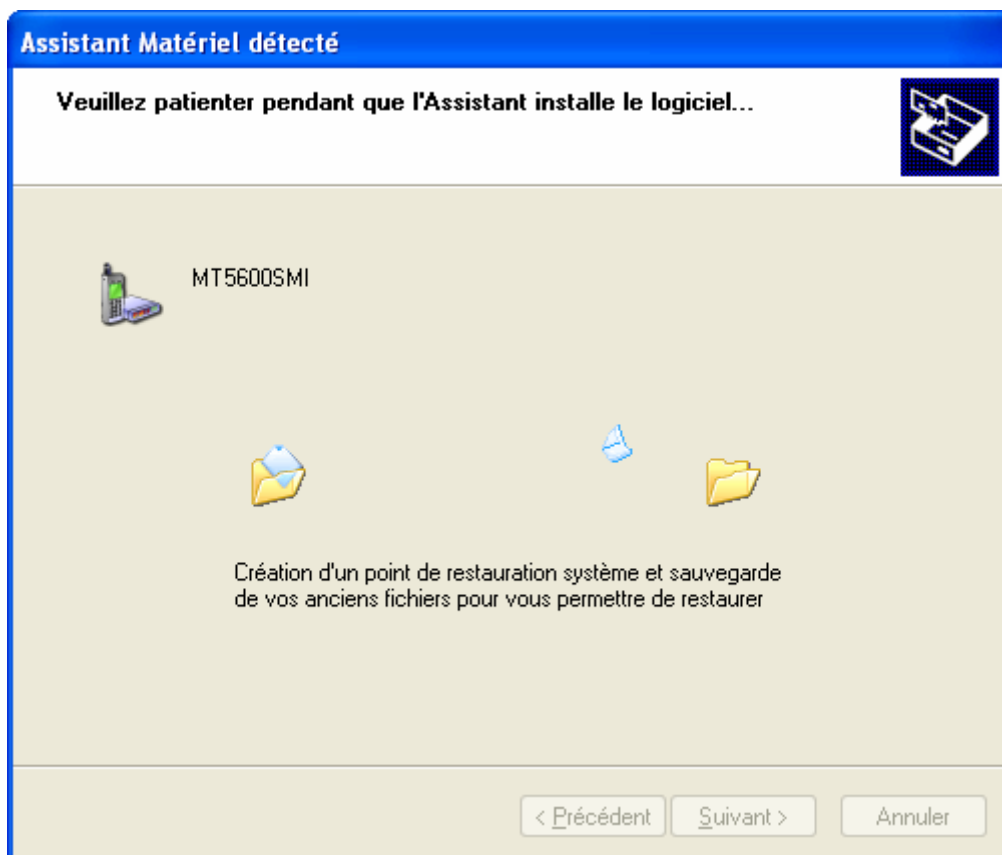 Assistant Matériel détecté
Veuillez patienter pendant que l'Assistant installe le logiciel...
MT5600SMI
Création d'un point de restauration système et sauvegarde
de vos anciens fichiers pour vous permettre de restaurer
< Précédent
Suivant >
Annuler